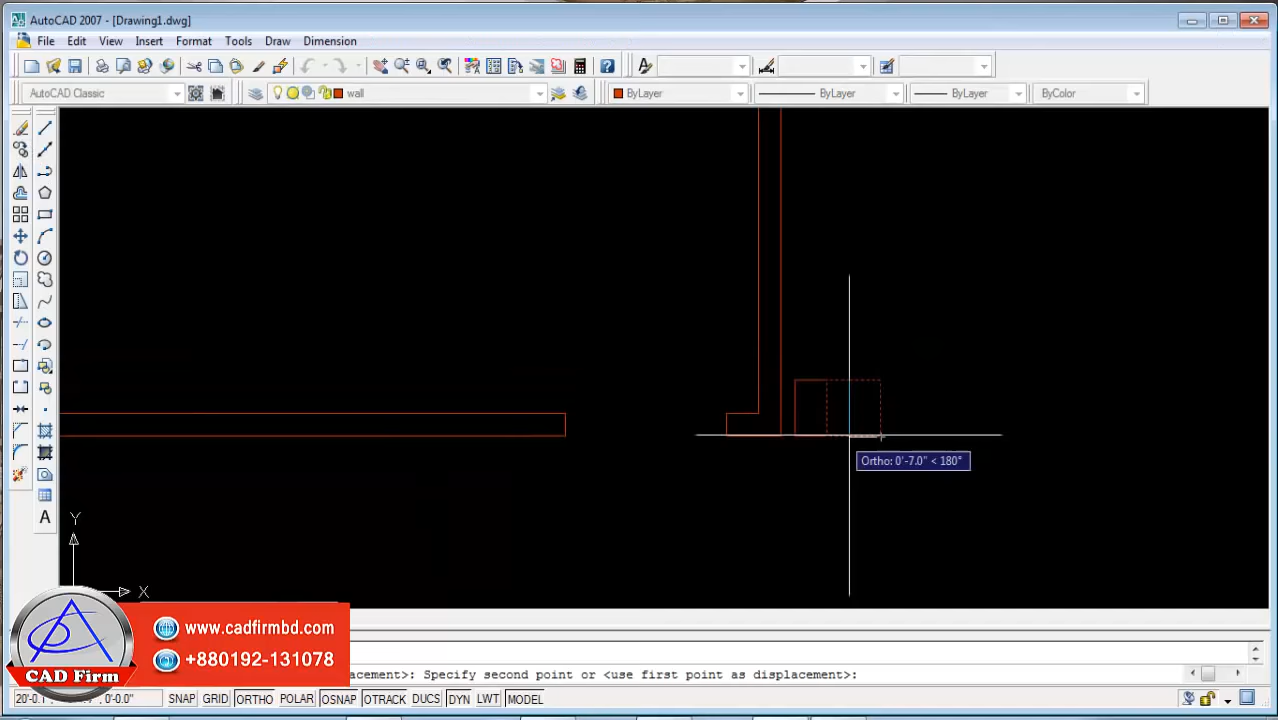 AutoCAD 2007 - [Drawing1.dwg]
File Edit View Insert Format Tools Draw Dimension
AutoCAD Classic wall ByLayer ByLayer ByLayer ByColor
Ortho: 0'-7.0" < 180°
A
Y
X
www.cadfirmbd.com
+880192-131078
CAD Firm
acement>: Specify second point or <use first point as displacement>:
SNAP GRID ORTHO POLAR OSNAP OTRACK DUCS DYN LWT MODEL